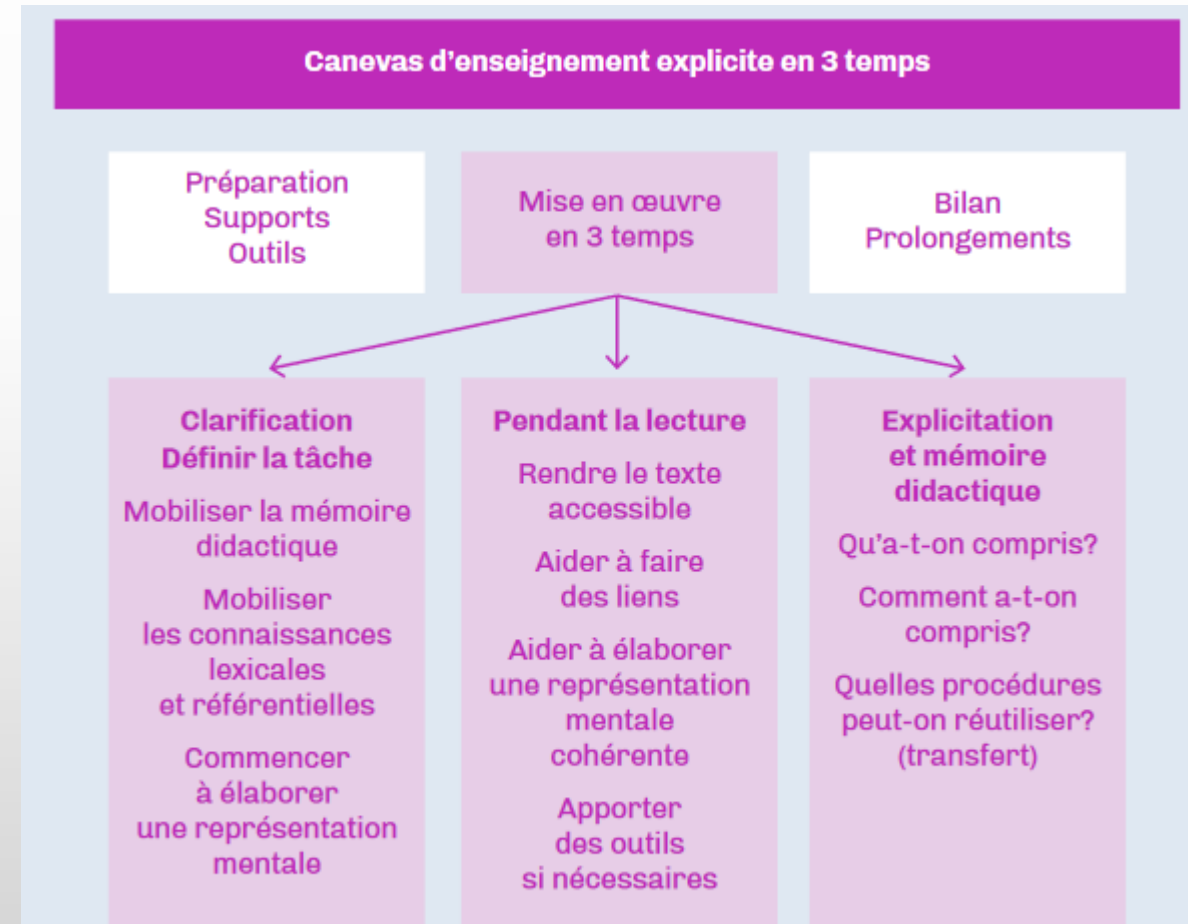 Canevas d'enseignement explicite en 3 temps
Préparation
Supports
Outils
Mise en œuvre
en 3 temps
Bilan
Prolongements
Clarification
Définir la tâche
Mobiliser la mémoire
didactique
Mobiliser
les connaissances
lexicales
et référentielles
Commencer
à élaborer
une représentation
mentale
Pendant la lecture
Rendre le texte
accessible
Aider à faire
des liens
Aider à élaborer
une représentation
mentale
cohérente
Apporter
des outils
si nécessaires
Explicitation
et mémoire
didactique
Qu'a-t-on compris?
Comment a-t-on
compris?
Quelles procédures
peut-on réutiliser?
(transfert)